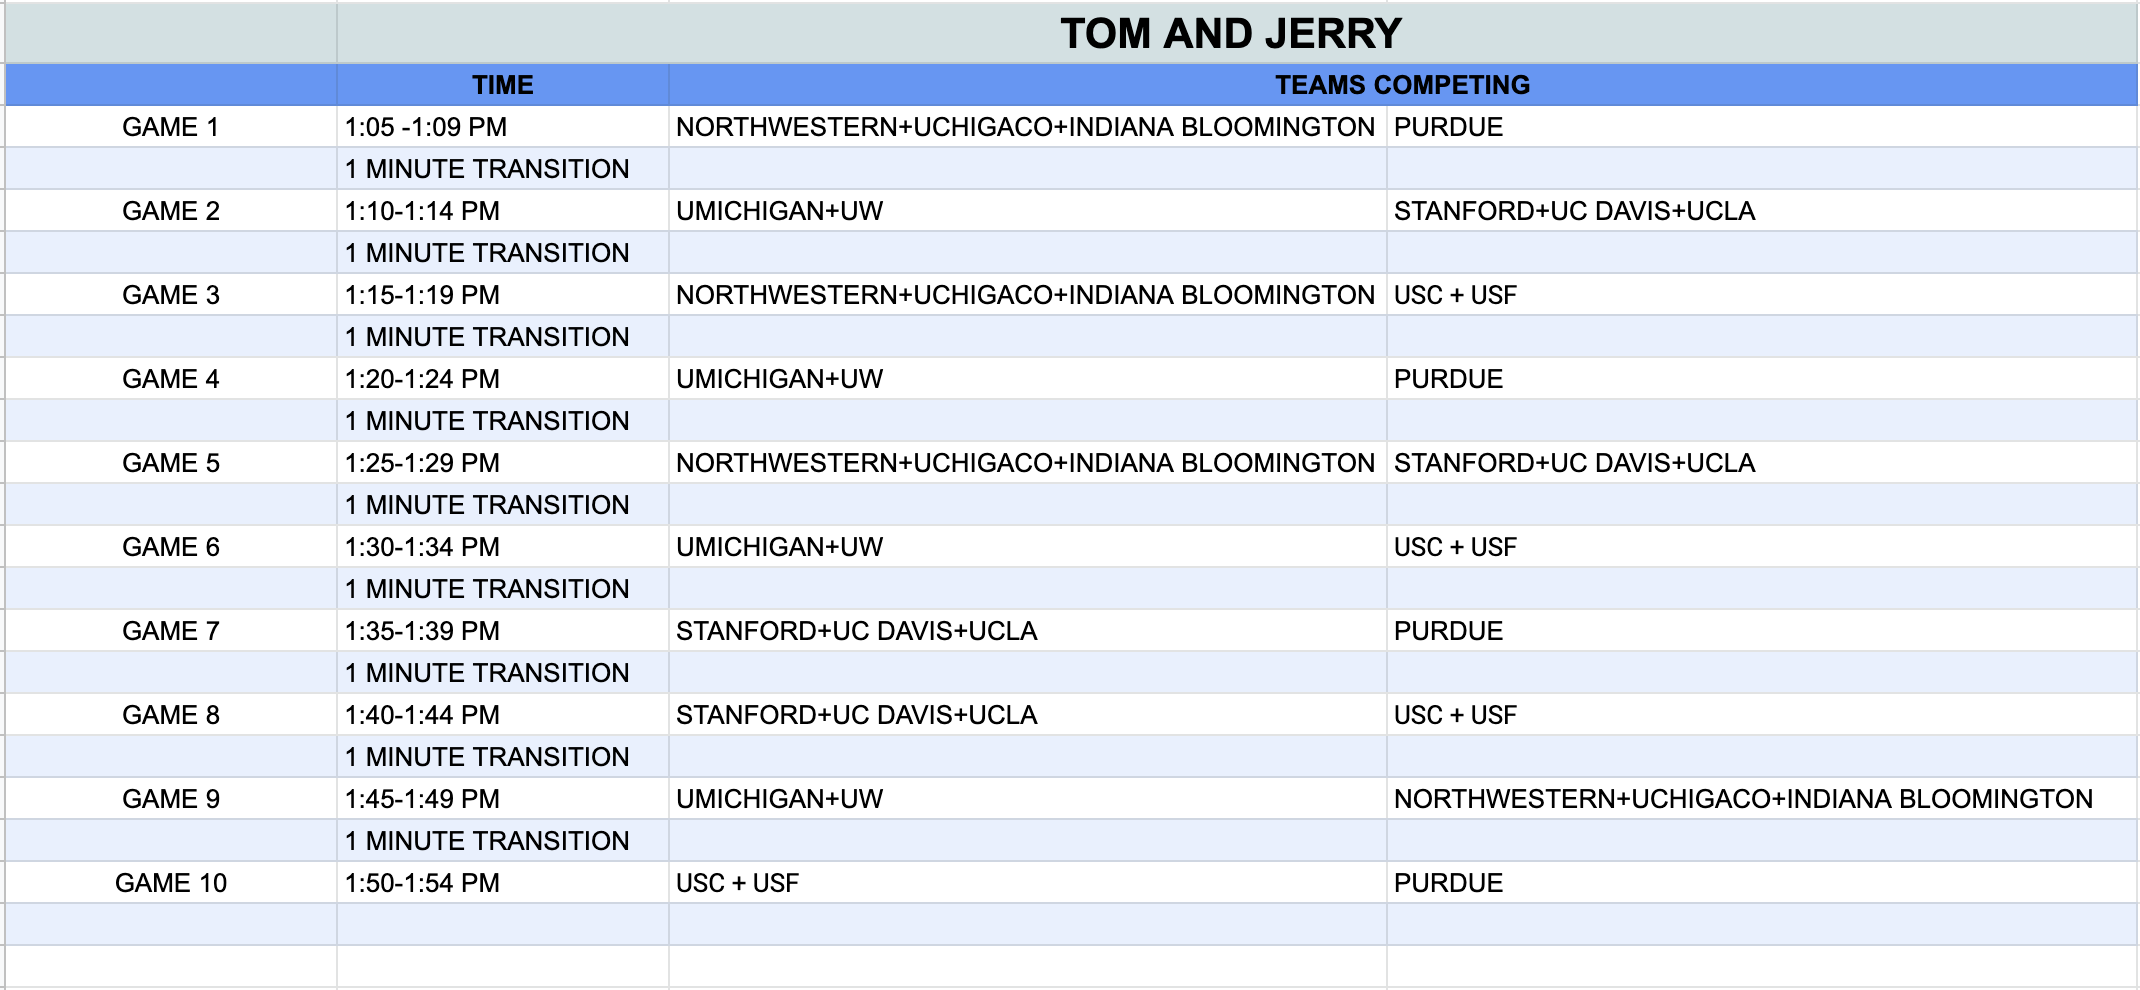 TOM AND JERRY
TIME TEAMS COMPETING
GAME 1 1:05 -1:09 PM NORTHWESTERN+UCHIGACO+INDIANA BLOOMINGTON PURDUE
1 MINUTE TRANSITION
GAME 2 1:10-1:14 PM UMICHIGAN+UW STANFORD+UC DAVIS+UCLA
1 MINUTE TRANSITION
GAME 3 1:15-1:19 PM NORTHWESTERN+UCHIGACO+INDIANA BLOOMINGTON USC + USF
1 MINUTE TRANSITION
GAME 4 1:20-1:24 PM UMICHIGAN+UW PURDUE
1 MINUTE TRANSITION
GAME 5 1:25-1:29 PM NORTHWESTERN+UCHIGACO+INDIANA BLOOMINGTON STANFORD+UC DAVIS+UCLA
1 MINUTE TRANSITION
GAME 6 1:30-1:34 PM UMICHIGAN+UW USC + USF
1 MINUTE TRANSITION
GAME 7 1:35-1:39 PM STANFORD+UC DAVIS+UCLA PURDUE
1 MINUTE TRANSITION
GAME 8 1:40-1:44 PM STANFORD+UC DAVIS+UCLA USC + USF
1 MINUTE TRANSITION
GAME 9 1:45-1:49 PM UMICHIGAN+UW NORTHWESTERN+UCHIGACO+INDIANA BLOOMINGTON
1 MINUTE TRANSITION
GAME 10 1:50-1:54 PM USC + USF PURDUE